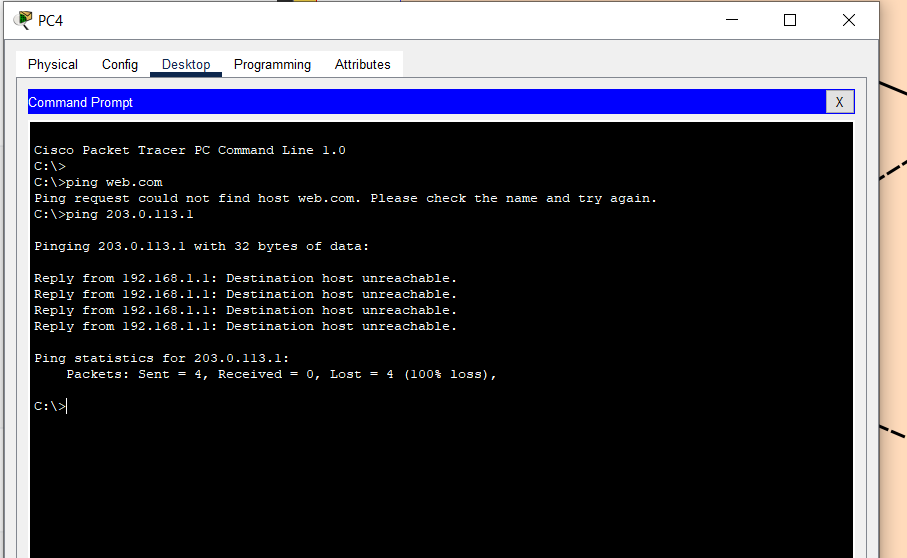 PC4
Physical Config Desktop Programming Attributes
Command Prompt X
Cisco Packet Tracer PC Command Line 1.0
C:\>
C:\>ping web.com
Ping request could not find host web.com. Please check the name and try again.
C:\>ping 203.0.113.1
Pinging 203.0.113.1 with 32 bytes of data:
Reply from 192.168.1.1: Destination host unreachable.
Reply from 192.168.1.1: Destination host unreachable.
Reply from 192.168.1.1: Destination host unreachable.
Reply from 192.168.1.1: Destination host unreachable.
Ping statistics for 203.0.113.1:
Packets: Sent = 4, Received = 0, Lost = 4 (100% loss),
C:\>